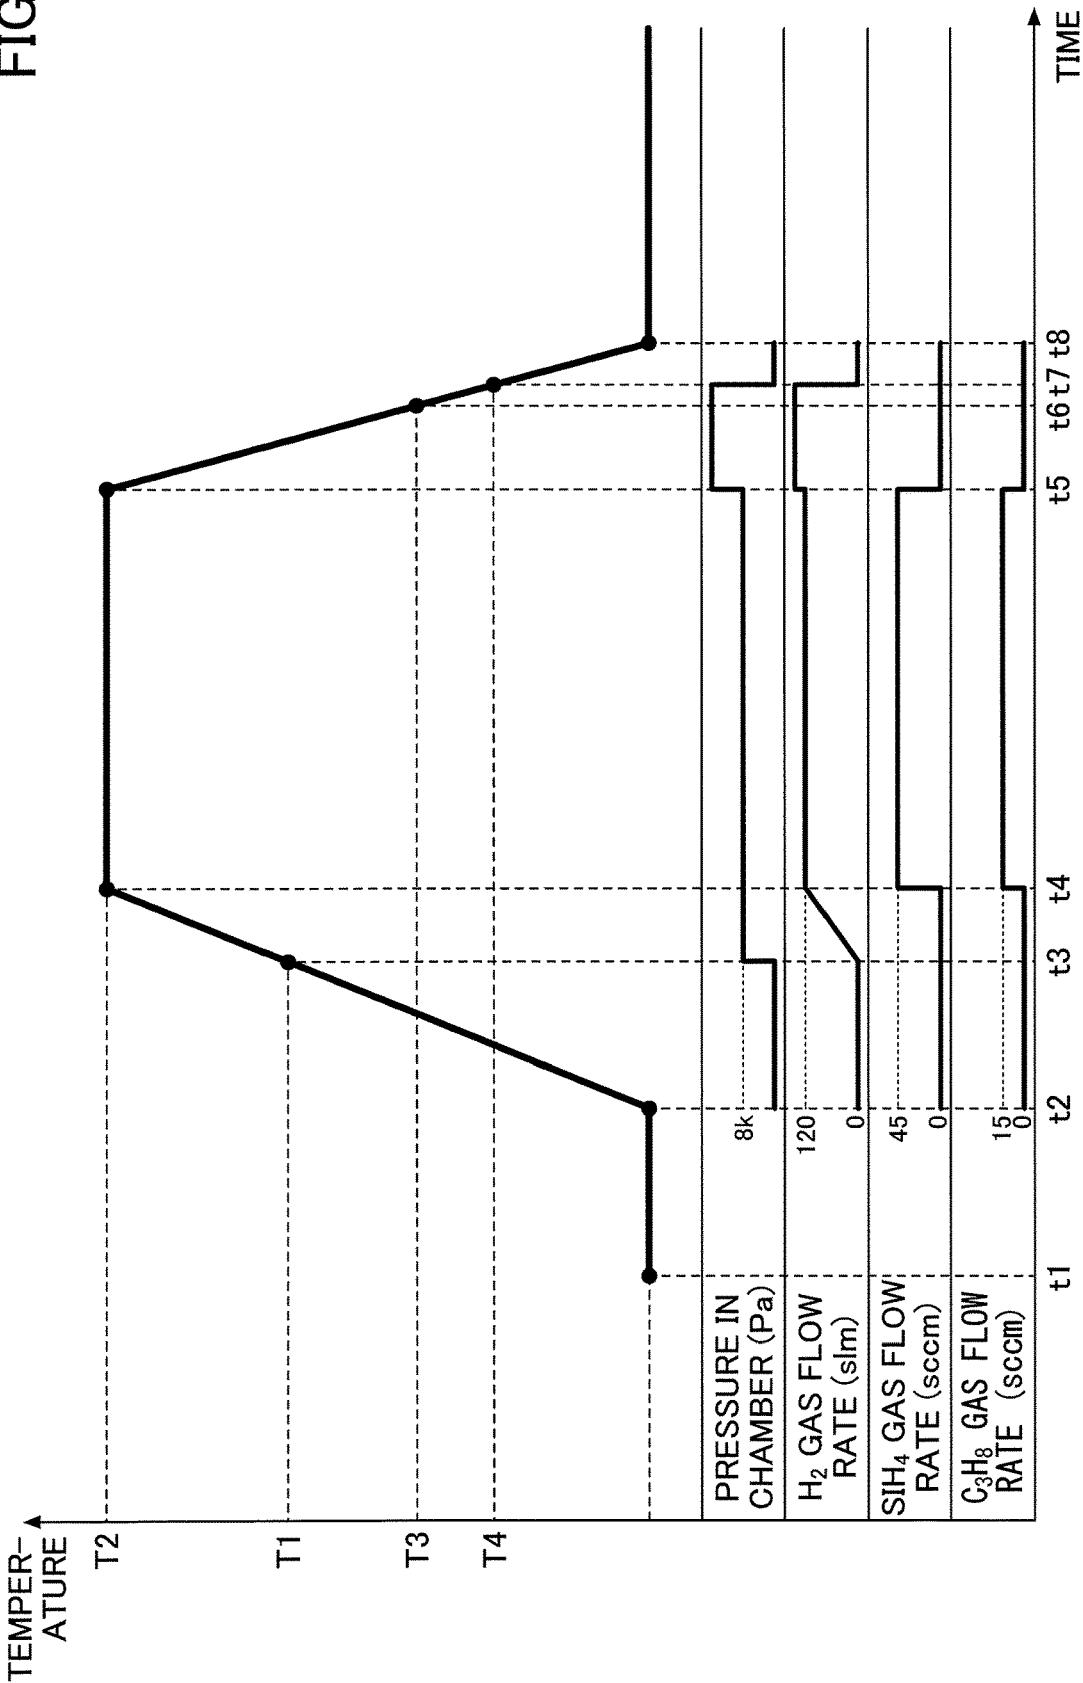 FIG
TEMPER-
ATURE
T2
T1
T3
T4
PRESSURE IN
CHAMBER (Pa)
8k
H₂ GAS FLOW
RATE (slm)
120
0
SIH₄ GAS FLOW
RATE (sccm)
45
0
C₃H₈ GAS FLOW
RATE (sccm)
15
0
t1
t2
t3
t4
t5
t6
t7
t8
TIME